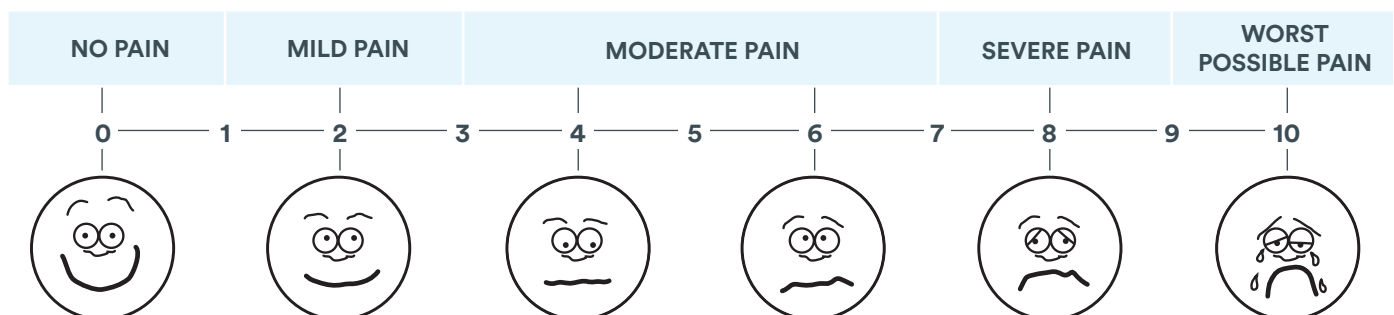 NO PAIN
MILD PAIN
MODERATE PAIN
SEVERE PAIN
WORST
POSSIBLE PAIN
0 1 2 3 4 5 6 7 8 9 10